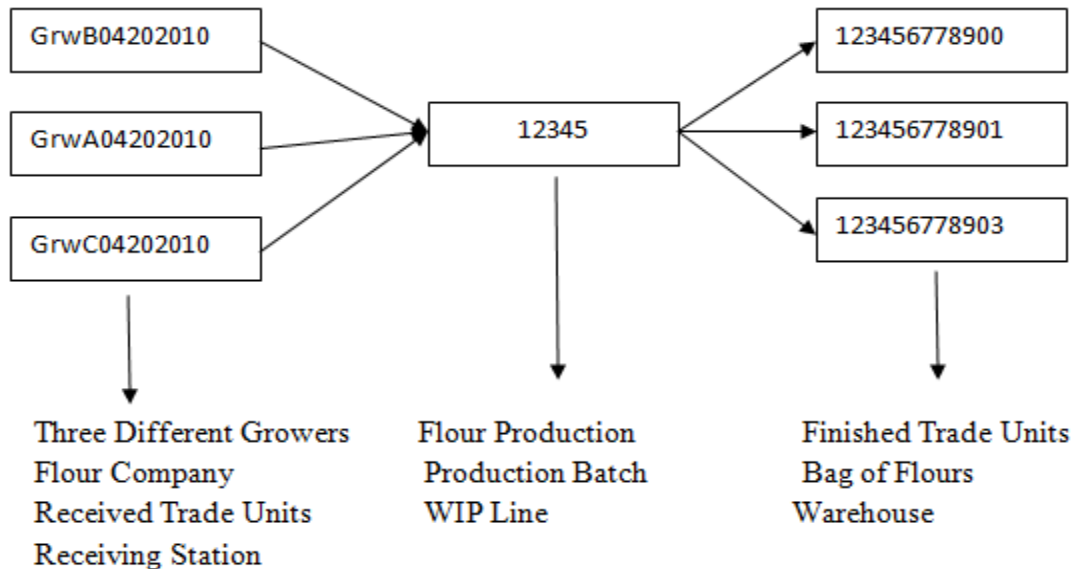 GrwB04202010
GrwA04202010
GrwC04202010
12345
123456778900
123456778901
123456778903
Three Different Growers
Flour Company
Received Trade Units
Receiving Station
Flour Production
Production Batch
WIP Line
Finished Trade Units
Bag of Flours
Warehouse